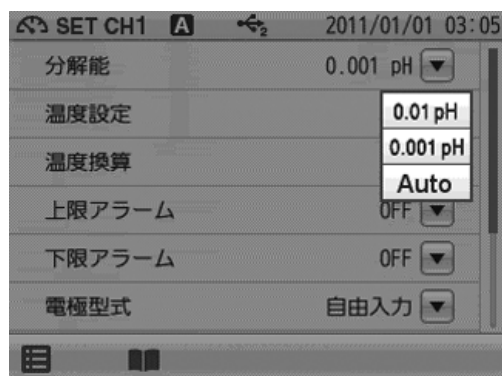 SET CH1 A 2 2011/01/01 03:05
分解能 0.001 pH
温度設定
0.01 pH
温度換算
0.001 pH
Auto
上限アラーム OFF
下限アラーム OFF
電極型式 自由入力